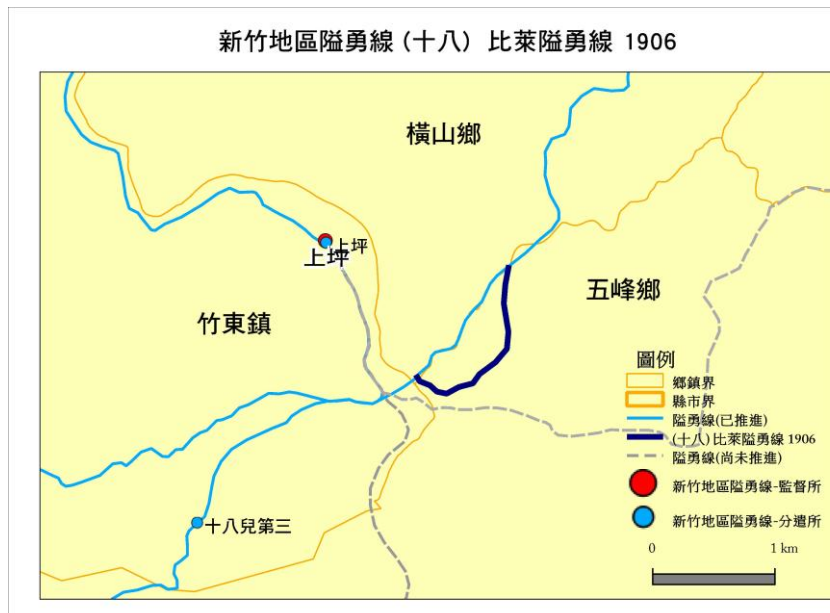 新竹地區隘勇線 (十八)  比萊隘勇線 1906
橫山鄉
上坪
上坪
五峰鄉
竹東鎮
十八兒第三
圖例
鄉鎮界
縣市界
隘勇線(已推進)
(十八) 比萊隘勇線 1906
隘勇線(尚未推進)
新竹地區隘勇線-監督所
新竹地區隘勇線-分遣所
0 1 km